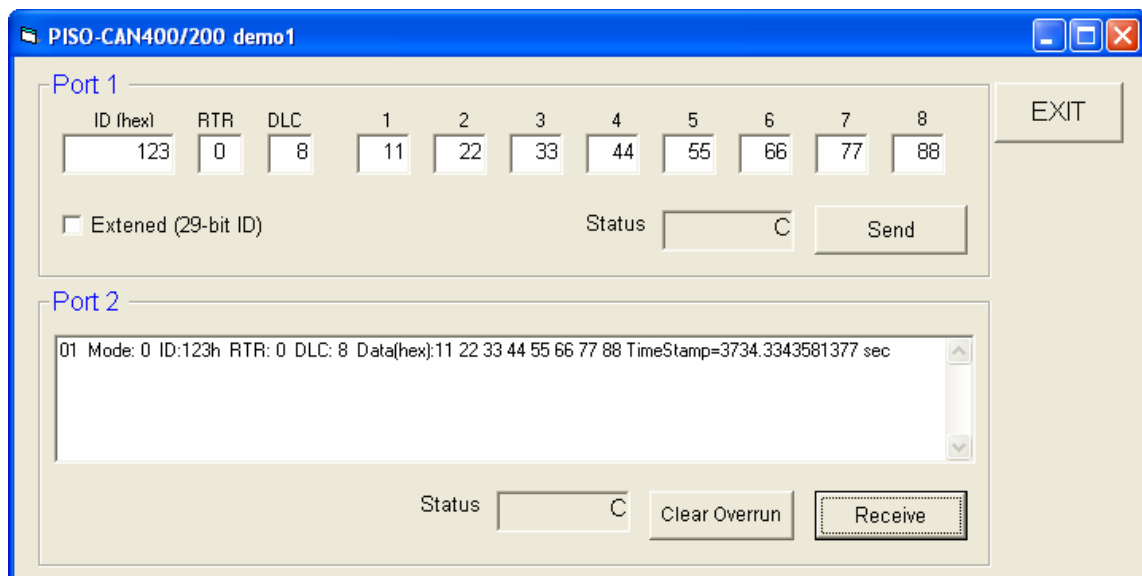 PISO-CAN400/200 demo1
Port 1
EXIT
ID (hex) RTR DLC 1 2 3 4 5 6 7 8
123 0 8 11 22 33 44 55 66 77 88
Extened (29-bit ID) Status C Send
Port 2
01 Mode: 0 ID:123h RTR: 0 DLC: 8 Data(hex):11 22 33 44 55 66 77 88 TimeStamp=3734.3343581377 sec
Status C Clear Overrun Receive